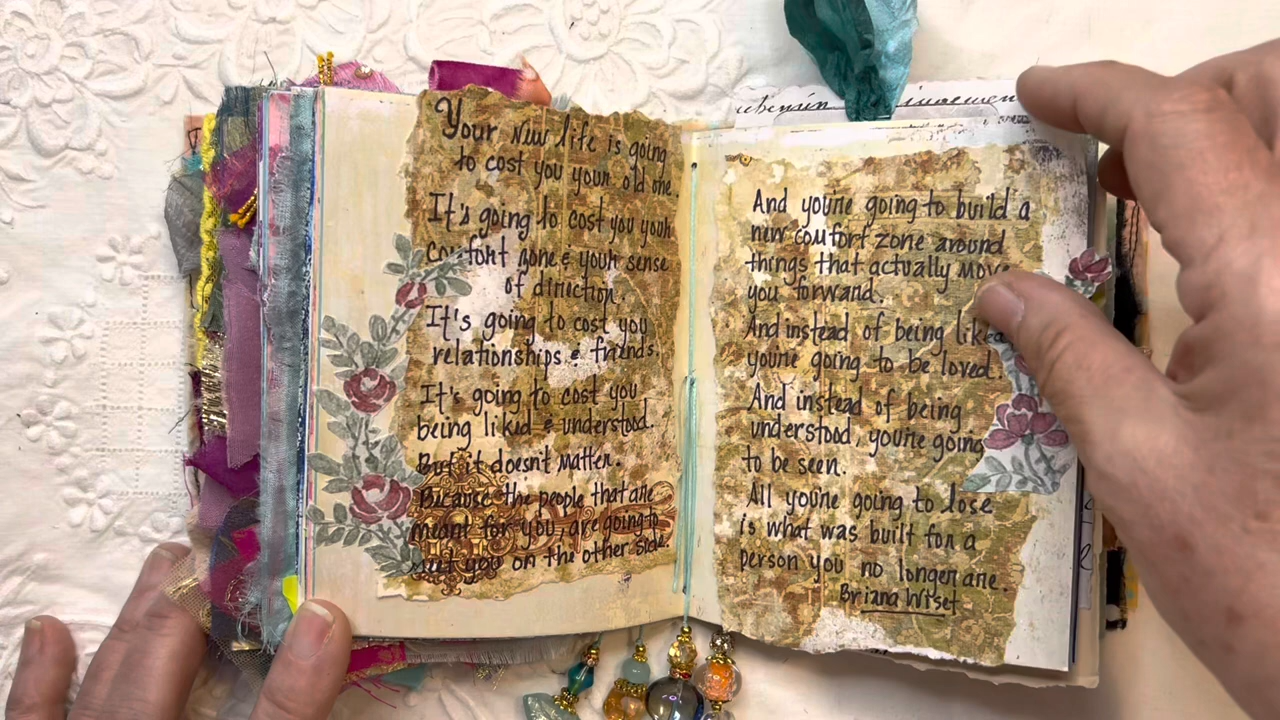 Your New life is going
to cost you your old one.
It's going to cost you your
comfort zone & your sense
of direction.
It's going to cost you
relationships & friends.
It's going to cost you
being liked & understood.
But it doesn't matter.
Because the people that are
meant for you, are going to
meet you on the other side.
And you're going to build a
new comfort zone around
things that actually move
you forward.
And instead of being liked
you're going to be loved.
And instead of being
understood, you're going
to be seen.
All you're going to lose
is what was built for a
person you no longer are.
Briana Wiset